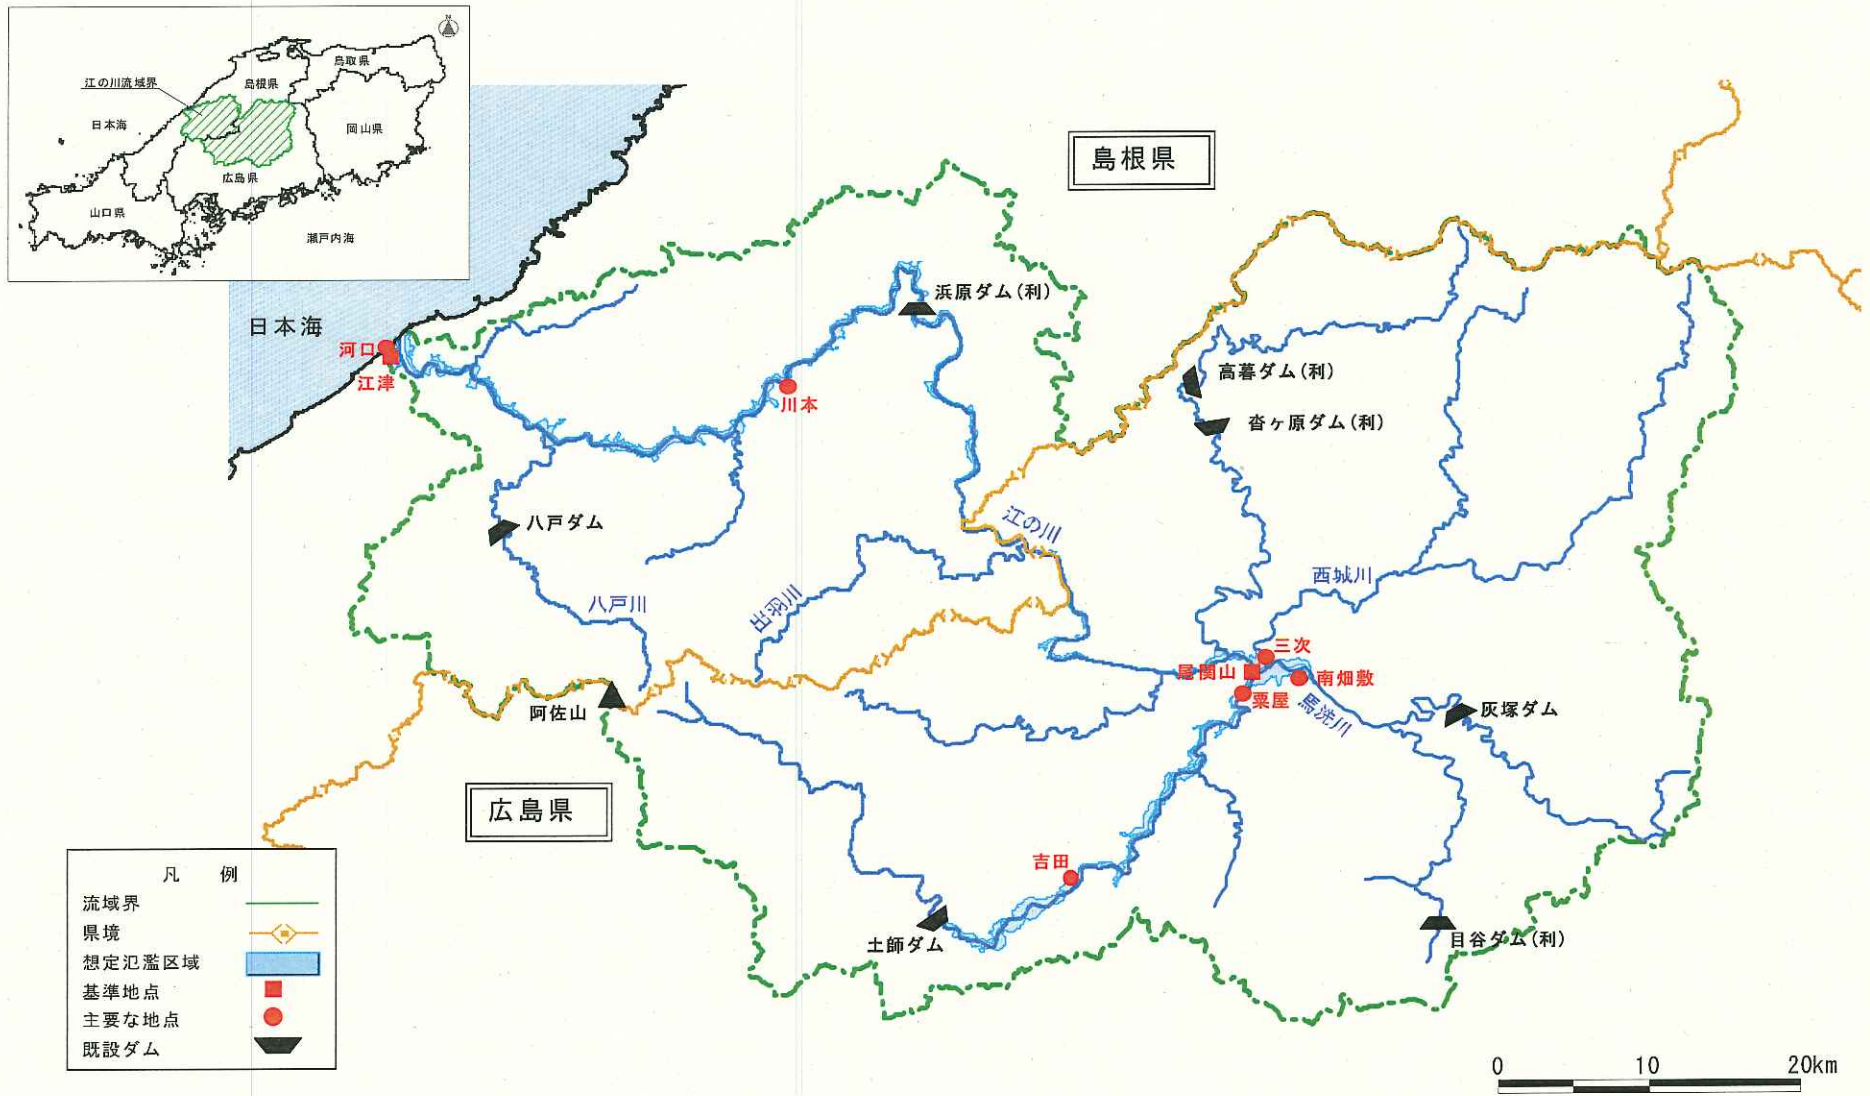 N
鳥取県
島根県
江の川流域界
日本海
岡山県
広島県
山口県
瀬戸内海
島根県
日本海
河口
江津
浜原ダム(利)
川本
高暮ダム(利)
沓ヶ原ダム(利)
八戸ダム
江の川
西城川
八戸川
出羽川
三次
尾関山
南畑敷
粟屋
馬洗川
灰塚ダム
阿佐山
広島県
吉田
土師ダム
目谷ダム(利)
凡 例
流域界
県境
想定氾濫区域
基準地点
主要な地点
既設ダム
0 10 20km